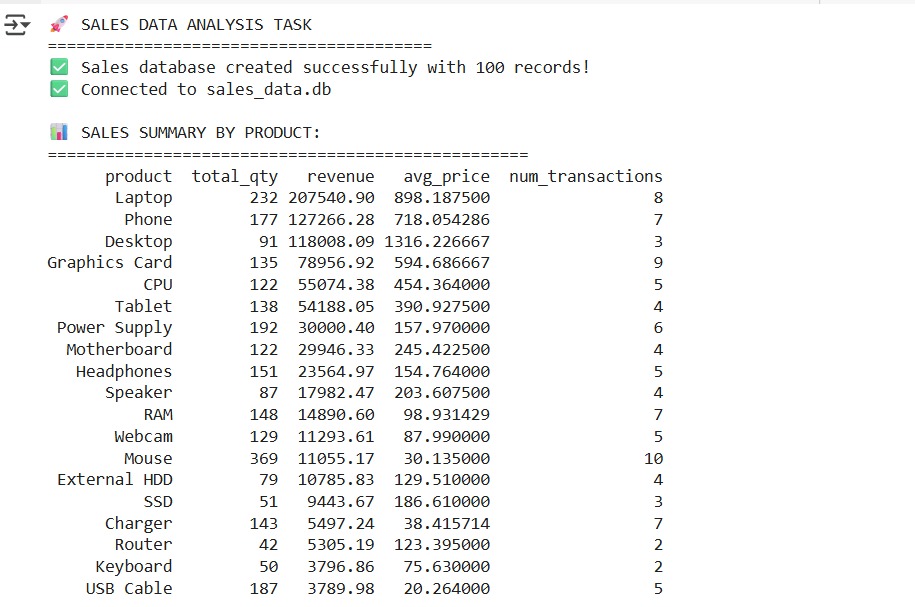 🚀 SALES DATA ANALYSIS TASK
========================================
✅ Sales database created successfully with 100 records!
✅ Connected to sales_data.db
📊 SALES SUMMARY BY PRODUCT:
==================================================
product total_qty revenue avg_price num_transactions
Laptop 232 207540.90 898.187500 8
Phone 177 127266.28 718.054286 7
Desktop 91 118008.09 1316.226667 3
Graphics Card 135 78956.92 594.686667 9
CPU 122 55074.38 454.364000 5
Tablet 138 54188.05 390.927500 4
Power Supply 192 30000.40 157.970000 6
Motherboard 122 29946.33 245.422500 4
Headphones 151 23564.97 154.764000 5
Speaker 87 17982.47 203.607500 4
RAM 148 14890.60 98.931429 7
Webcam 129 11293.61 87.990000 5
Mouse 369 11055.17 30.135000 10
External HDD 79 10785.83 129.510000 4
SSD 51 9443.67 186.610000 3
Charger 143 5497.24 38.415714 7
Router 42 5305.19 123.395000 2
Keyboard 50 3796.86 75.630000 2
USB Cable 187 3789.98 20.264000 5